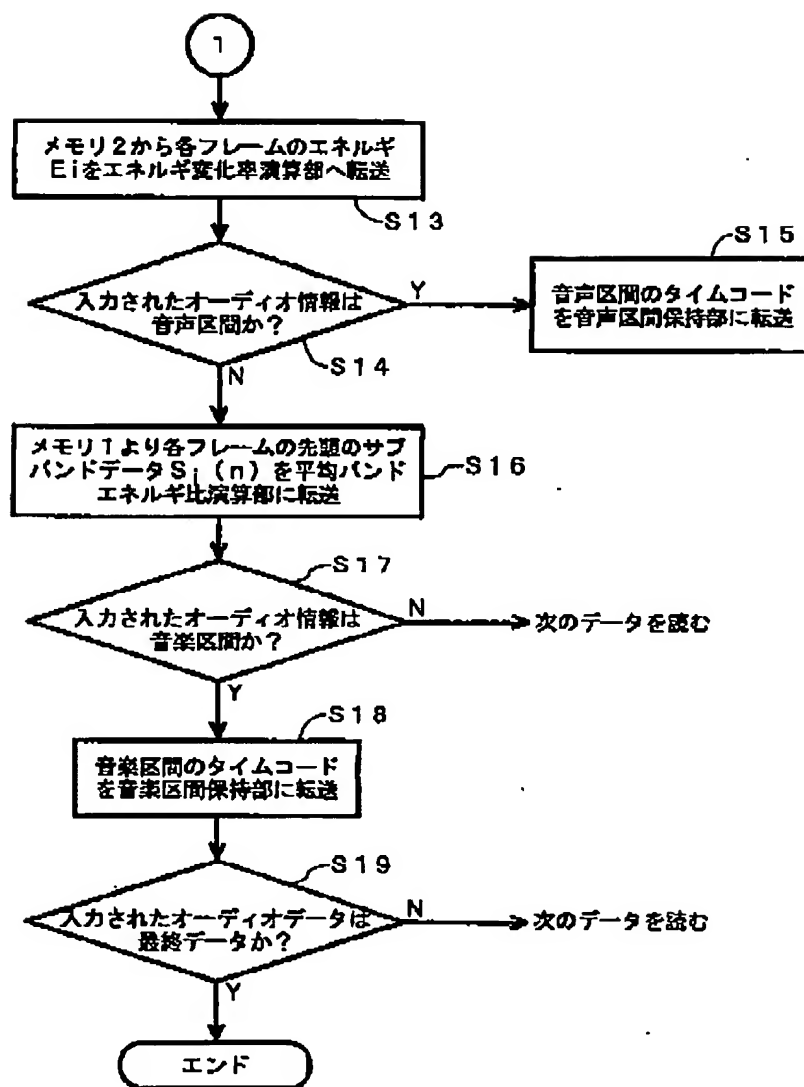 1
メモリ2から各フレームのエネルギ
Eiをエネルギ変化率演算部へ転送
S13
入力されたオーディオ情報は
音声区間か？
Y
S14
N
S15
音声区間のタイムコード
を音声区間保持部に転送
メモリ1より各フレームの先頭のサブ
バンドデータSi（n）を平均バンド
エネルギ比演算部に転送
S16
S17
入力されたオーディオ情報は
音楽区間か？
N
次のデータを読む
Y
S18
音楽区間のタイムコード
を音楽区間保持部に転送
S19
入力されたオーディオデータは
最終データか？
N
次のデータを読む
Y
エンド